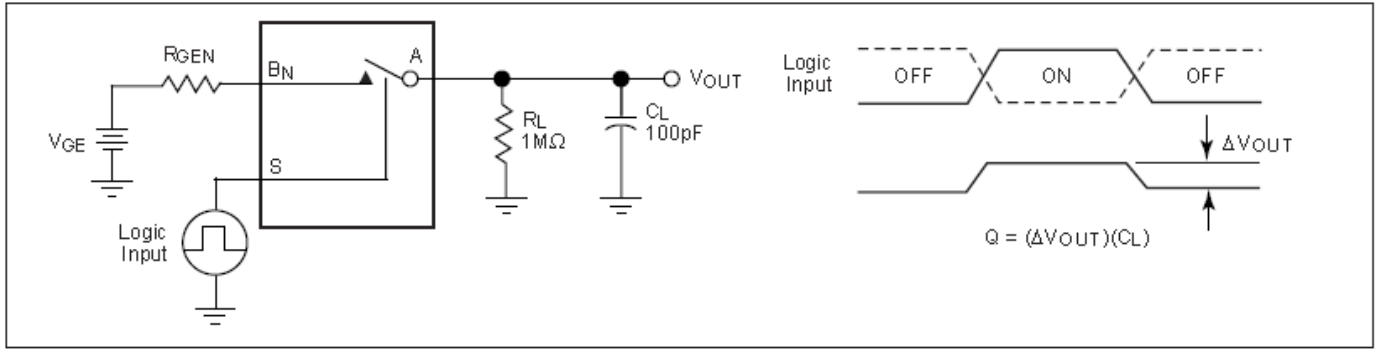 RGEN
BN
A
VOUT
RL
1MΩ
CL
100pF
VGE
S
Logic
Input
Logic
Input
OFF
ON
OFF
ΔVOUT
Q = (ΔVOUT)(CL)